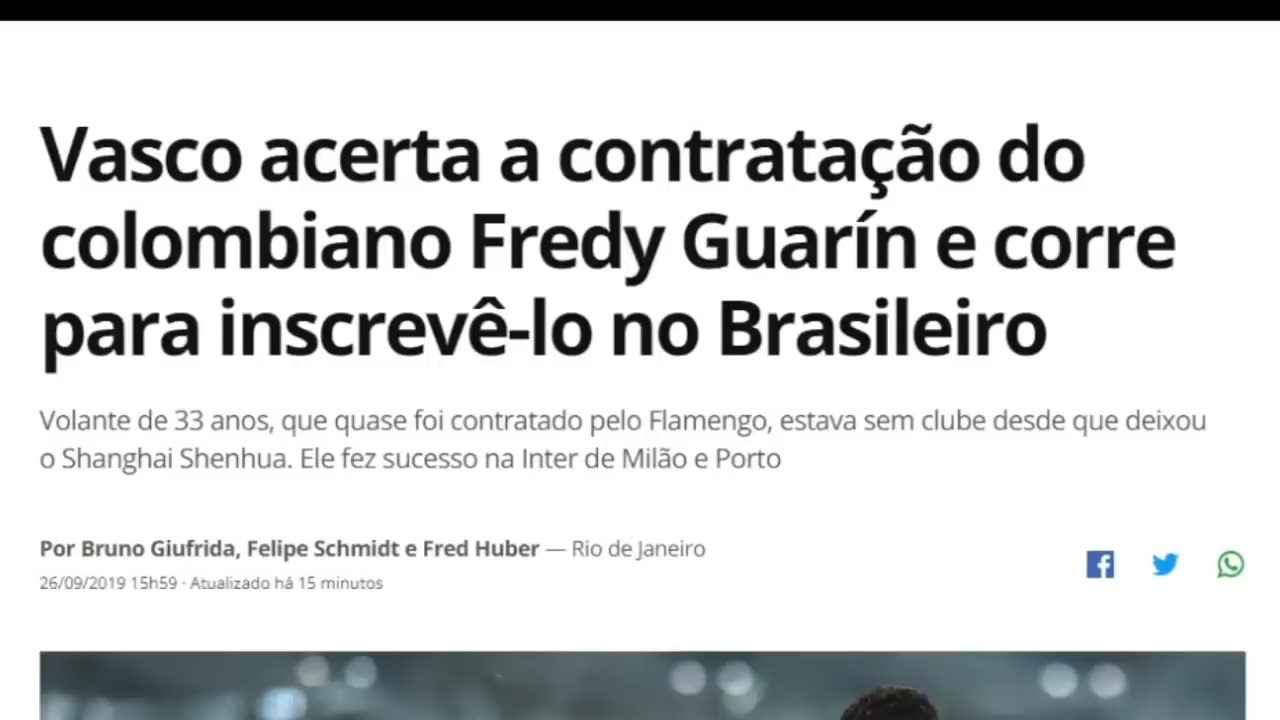 Vasco acerta a contratação do
colombiano Fredy Guarín e corre
para inscrevê-lo no Brasileiro
Volante de 33 anos, que quase foi contratado pelo Flamengo, estava sem clube desde que deixou
o Shanghai Shenhua. Ele fez sucesso na Inter de Milão e Porto
Por Bruno Giufrida, Felipe Schmidt e Fred Huber — Rio de Janeiro
26/09/2019 15h59 · Atualizado há 15 minutos